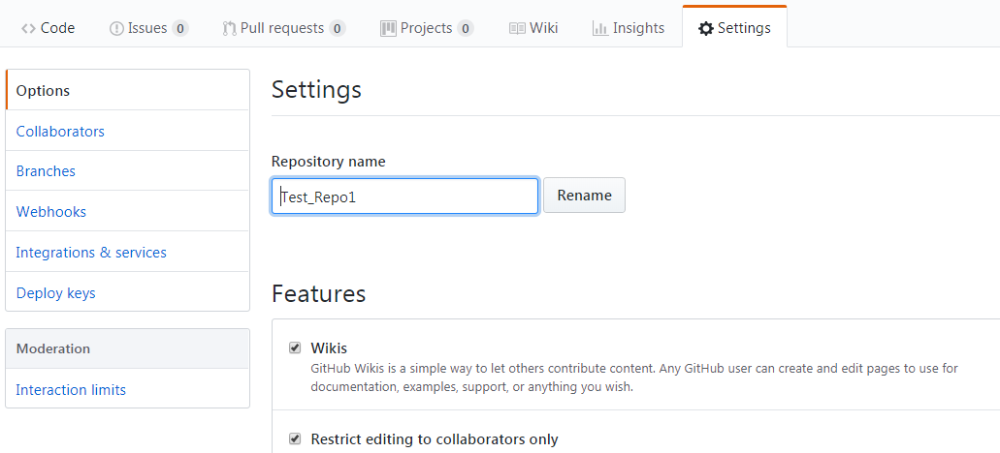 Code Issues 0 Pull requests 0 Projects 0 Wiki Insights Settings
Options
Collaborators
Branches
Webhooks
Integrations & services
Deploy keys
Moderation
Interaction limits
Settings
Repository name
Test_Repo1 Rename
Features
Wikis
GitHub Wikis is a simple way to let others contribute content. Any GitHub user can create and edit pages to use for
documentation, examples, support, or anything you wish.
Restrict editing to collaborators only